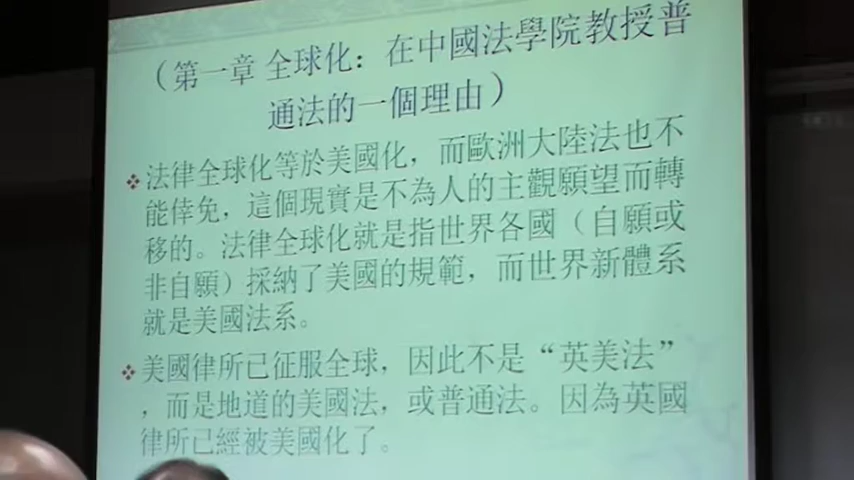 （第一章 全球化：在中國法學院教授普
通法的一個理由）
法律全球化等於美國化，而歐洲大陸法也不
能倖免，這個現實是不為人的主觀願望而轉
移的。法律全球化就是指世界各國（自願或
非自願）採納了美國的規範，而世界新體系
就是美國法系。
美國律所已征服全球，因此不是“英美法”
，而是地道的美國法，或普通法。因為英國
律所已經被美國化了。